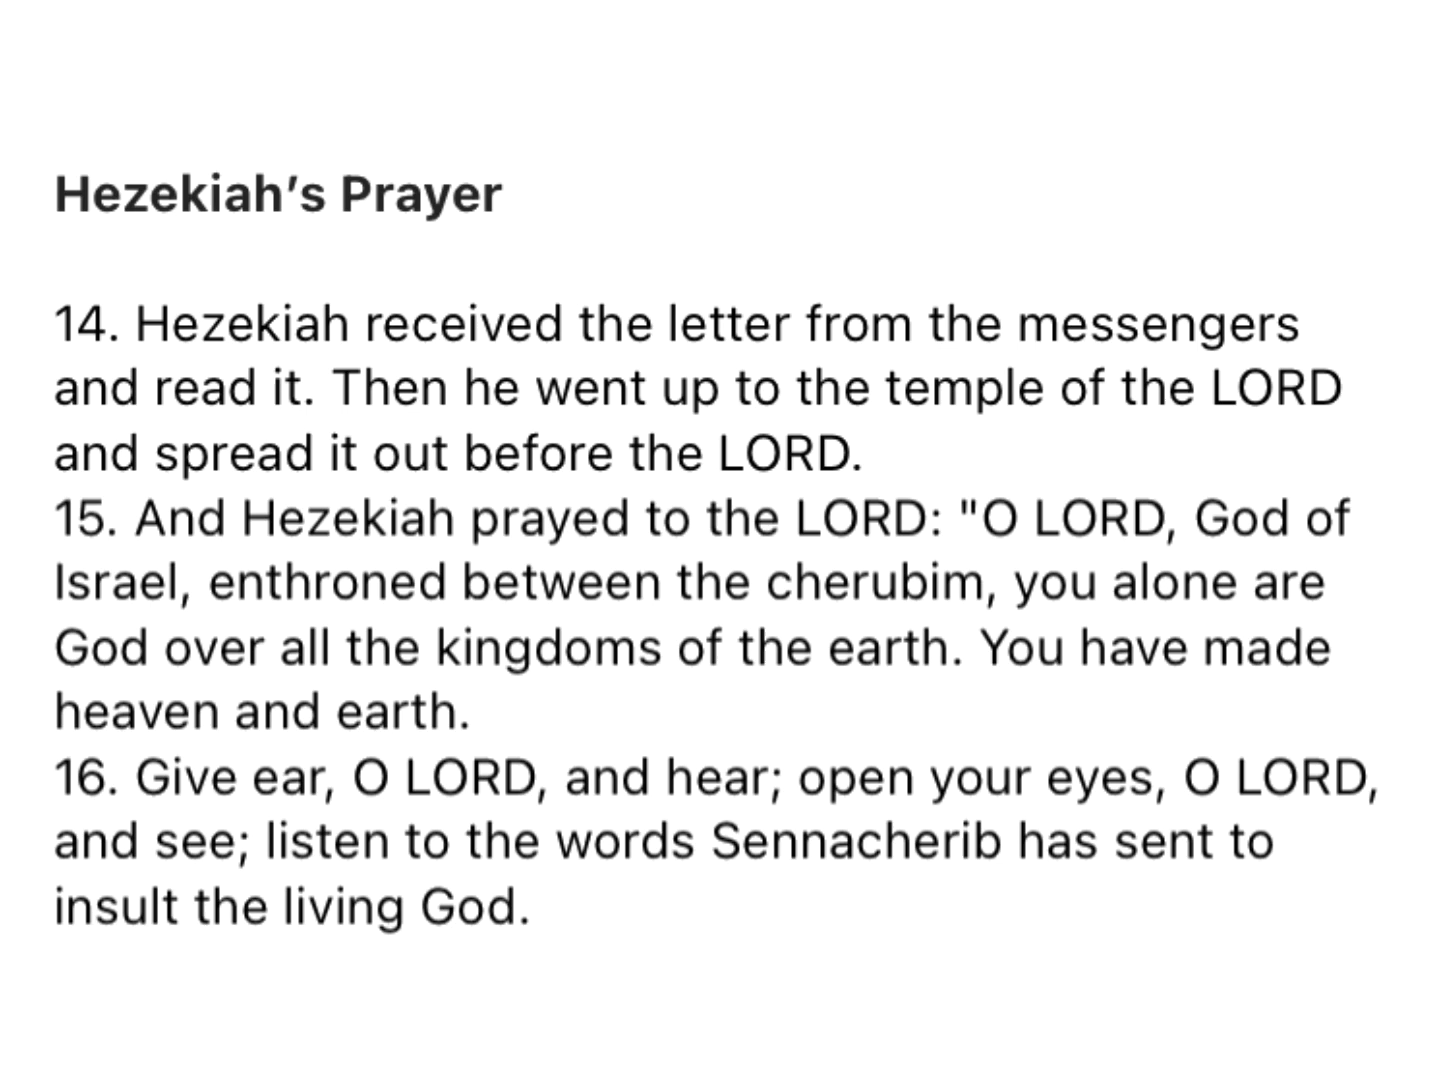 Hezekiah’s Prayer
14. Hezekiah received the letter from the messengers
and read it. Then he went up to the temple of the LORD
and spread it out before the LORD.
15. And Hezekiah prayed to the LORD: "O LORD, God of
Israel, enthroned between the cherubim, you alone are
God over all the kingdoms of the earth. You have made
heaven and earth.
16. Give ear, O LORD, and hear; open your eyes, O LORD,
and see; listen to the words Sennacherib has sent to
insult the living God.